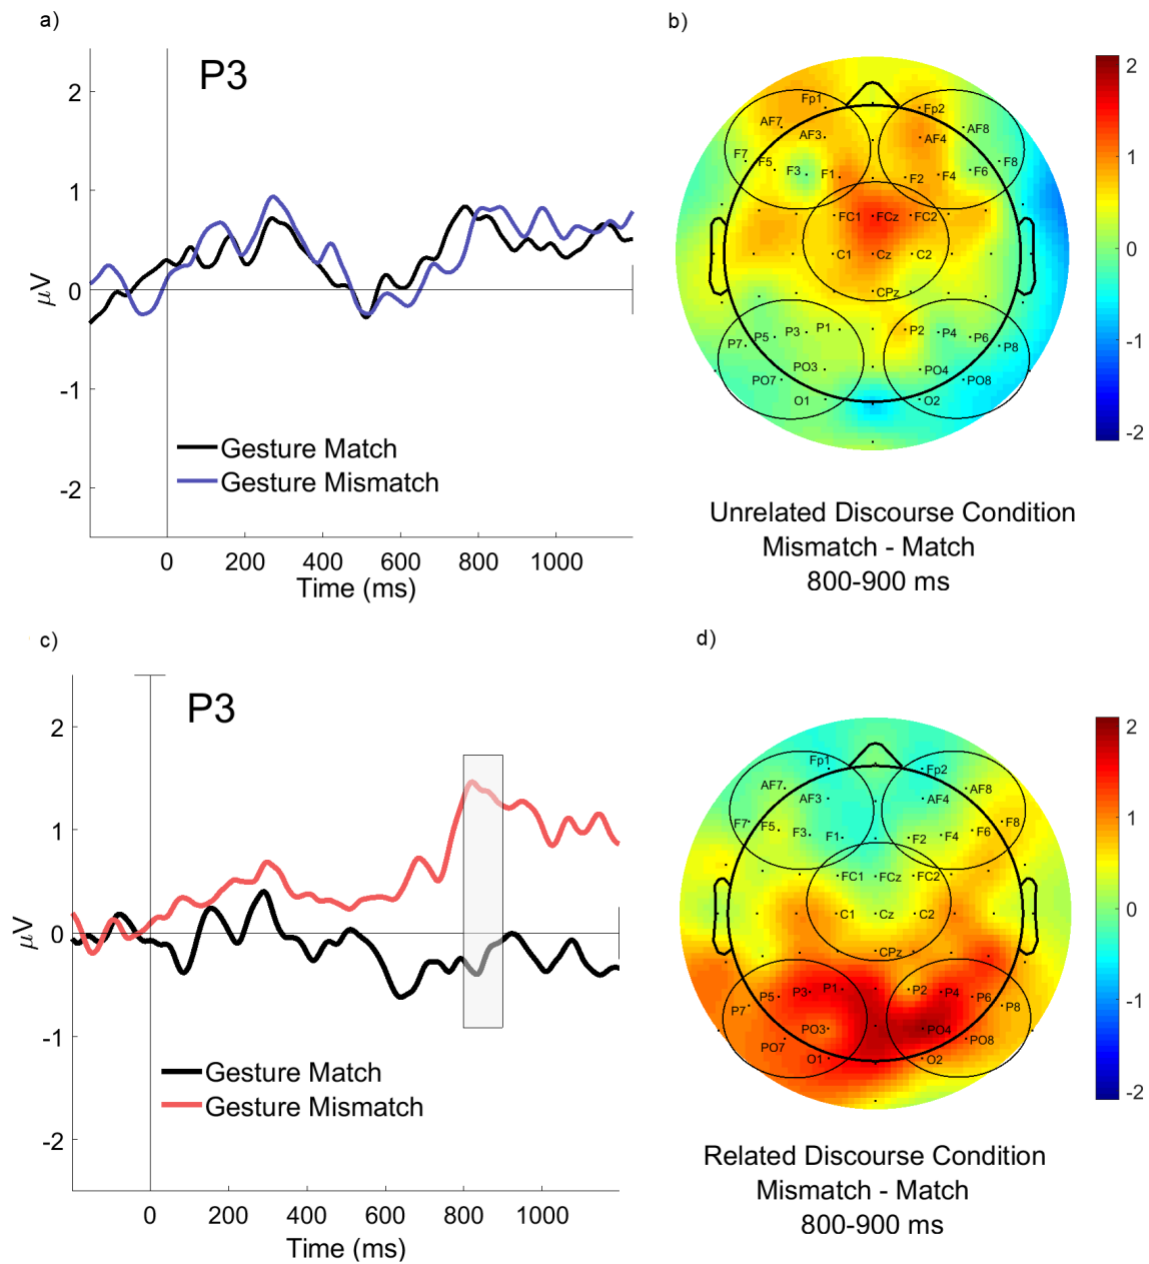 a)
P3
2
1
0
-1
-2
µV
Gesture Match
Gesture Mismatch
0 200 400 600 800 1000
Time (ms)
b)
Fp1 Fp2
AF7 AF3 AF4 AF8
F7 F5 F3 F1 F2 F4 F6 F8
FC1 FCz FC2
C1 Cz C2
CPz
P7 P5 P3 P1 P2 P4 P6 P8
PO7 PO3 PO4 PO8
O1 O2
2
1
0
-1
-2
Unrelated Discourse Condition
Mismatch - Match
800-900 ms
c)
P3
2
1
0
-1
-2
µV
Gesture Match
Gesture Mismatch
0 200 400 600 800 1000
Time (ms)
d)
Fp1 Fp2
AF7 AF3 AF4 AF8
F7 F5 F3 F1 F2 F4 F6 F8
FC1 FCz FC2
C1 Cz C2
CPz
P7 P5 P3 P1 P2 P4 P6 P8
PO7 PO3 PO4 PO8
O1 O2
2
1
0
-1
-2
Related Discourse Condition
Mismatch - Match
800-900 ms